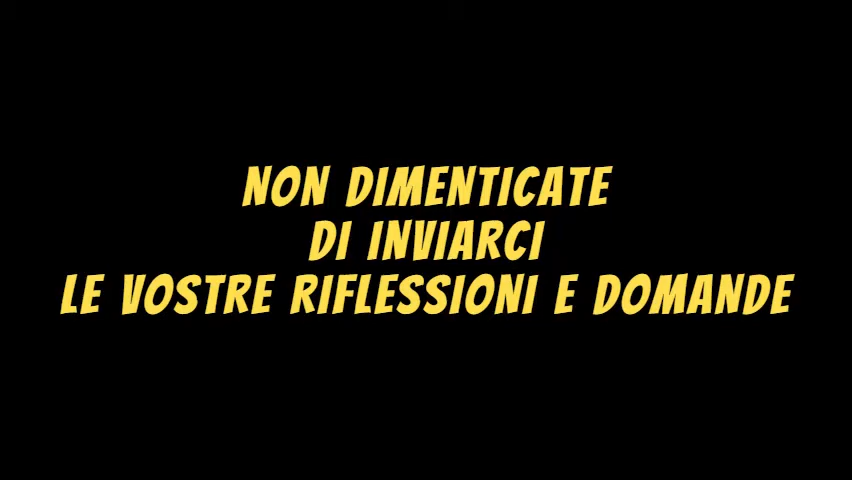 NON DIMENTICATE
DI INVIARCI
LE VOSTRE RIFLESSIONI E DOMANDE